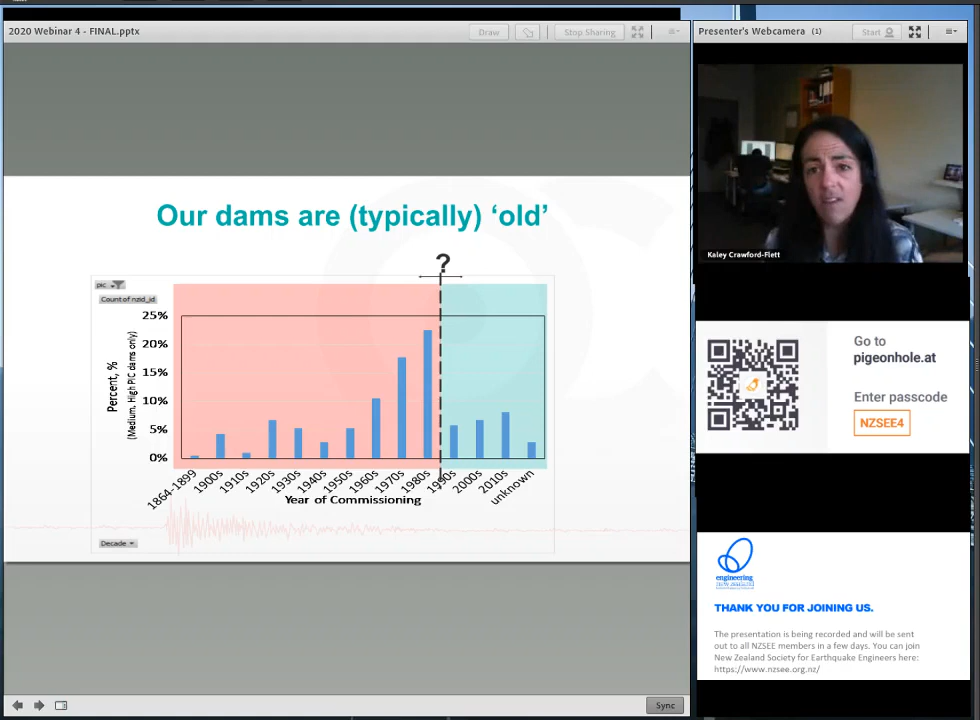 2020 Webinar 4 - FINAL.pptx
Draw
Stop Sharing
Our dams are (typically) ‘old’
?
pic
Count of nzid_id
25%
20%
15%
10%
5%
0%
Percent, %
(Medium, High PIC dams only)
1864-1899
1900s
1910s
1920s
1930s
1940s
1950s
1960s
1970s
1980s
1990s
2000s
2010s
unknown
Year of Commissioning
Decade
Sync
Presenter's Webcamera (1)
Start
Kaley Crawford-Flett
Go to
pigeonhole.at
Enter passcode
NZSEE4
engineering
THANK YOU FOR JOINING US.
The presentation is being recorded and will be sent
out to all NZSEE members in a few days. You can join
New Zealand Society for Earthquake Engineers here:
https://www.nzsee.org.nz/